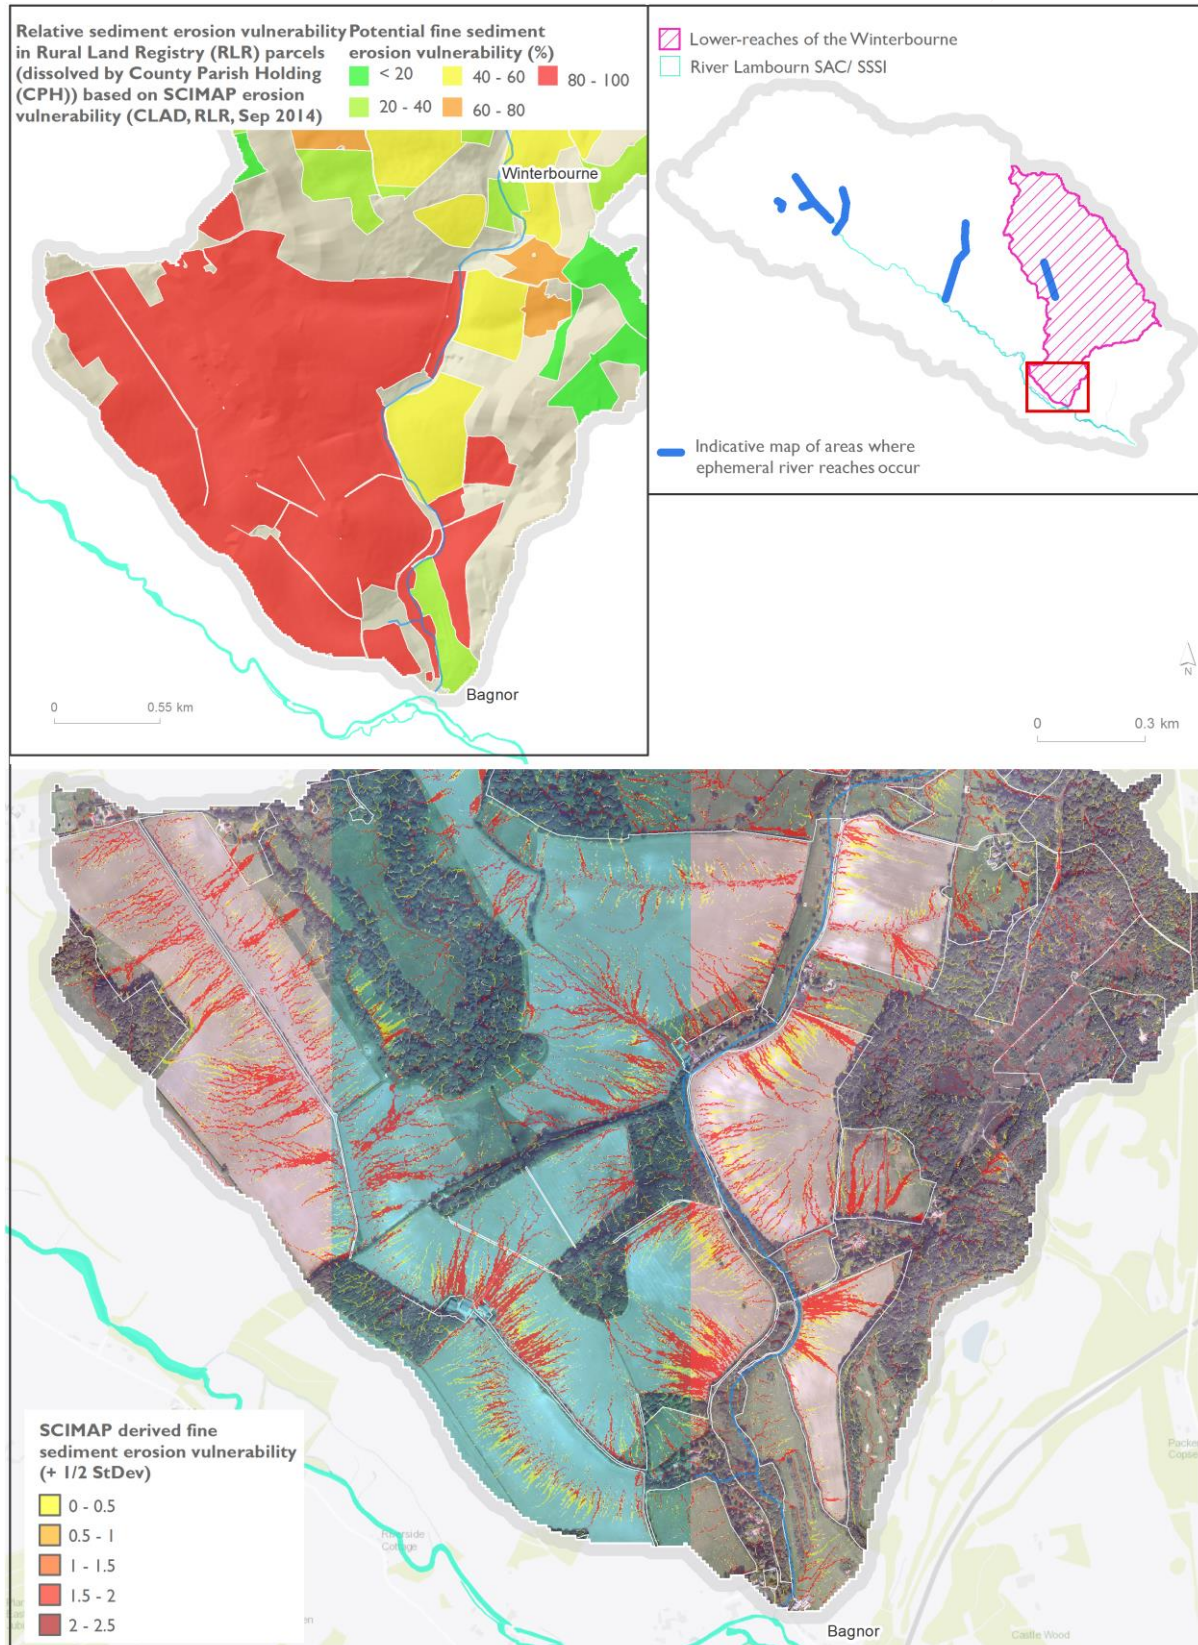 Relative sediment erosion vulnerability
in Rural Land Registry (RLR) parcels
(dissolved by County Parish Holding
(CPH)) based on SCIMAP erosion
vulnerability (CLAD, RLR, Sep 2014)
Potential fine sediment
erosion vulnerability (%)
< 20
40 - 60
80 - 100
20 - 40
60 - 80
Winterbourne
Bagnor
0 0.55 km
Lower-reaches of the Winterbourne
River Lambourn SAC/ SSSI
Indicative map of areas where
ephemeral river reaches occur
N
0 0.3 km
SCIMAP derived fine
sediment erosion vulnerability
(+ 1/2 StDev)
0 - 0.5
0.5 - 1
1 - 1.5
1.5 - 2
2 - 2.5
Riverside
Cottage
Bagnor
Castle Wood